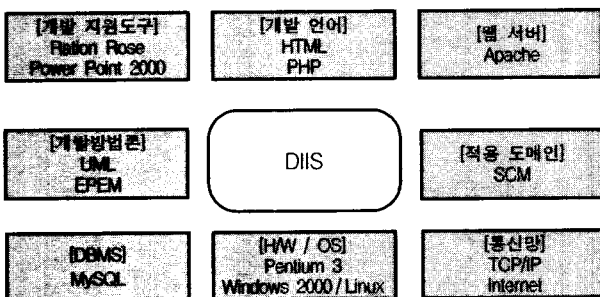 [개발 지원도구]
Ration Rose
Power Point 2000
[개발 언어]
HTML
PHP
[웹 서버]
Apache
[개발방법론]
UML
EPEM
DIIS
[적용 도메인]
SCM
[DBMS]
MySQL
[H/W / OS]
Pentium 3
Windows 2000 / Linux
[통신망]
TCP/IP
Internet